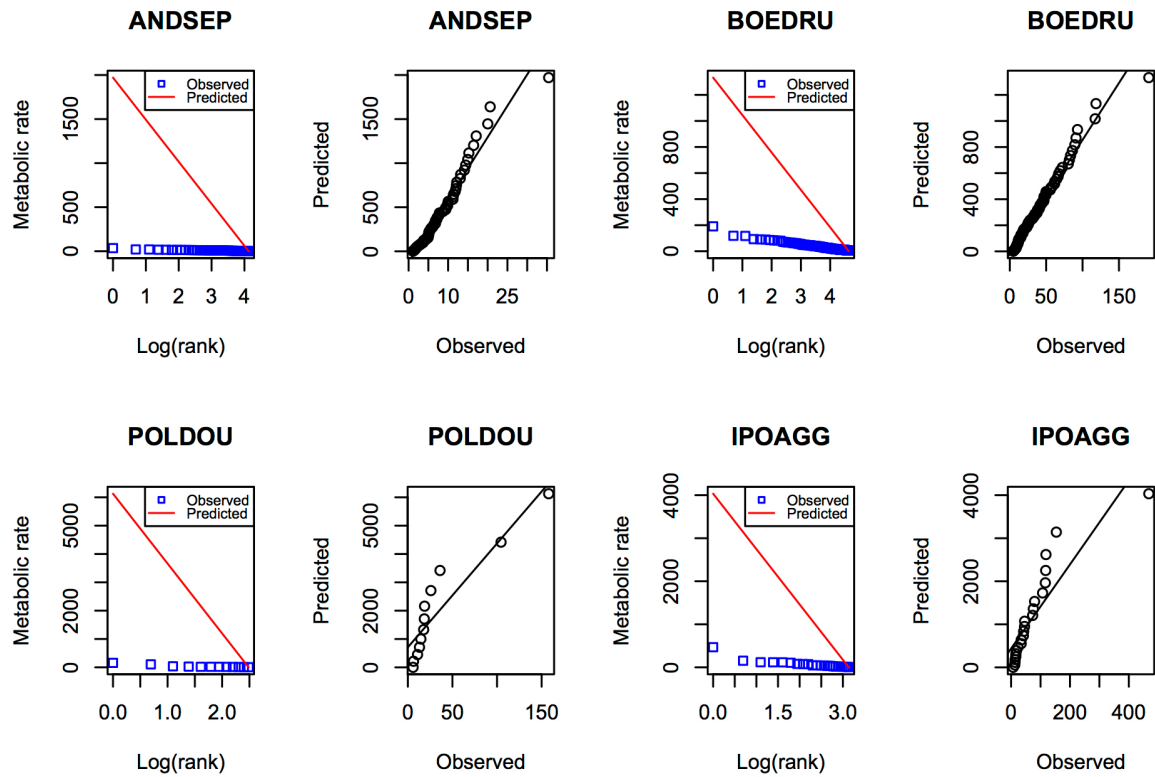 ANDSEP
Metabolic rate
0 500 1500
Observed
Predicted
0 1 2 3 4
Log(rank)
ANDSEP
Predicted
0 500 1500
0 10 25
Observed
BOEDRU
Metabolic rate
0 400 800
Observed
Predicted
0 1 2 3 4
Log(rank)
BOEDRU
Predicted
0 400 800
0 50 150
Observed
POLDOU
Metabolic rate
0 2000 5000
Observed
Predicted
0.0 1.0 2.0
Log(rank)
POLDOU
Predicted
0 2000 5000
0 50 150
Observed
IPOAGG
Metabolic rate
0 2000 4000
Observed
Predicted
0.0 1.5 3.0
Log(rank)
IPOAGG
Predicted
0 2000 4000
0 200 400
Observed